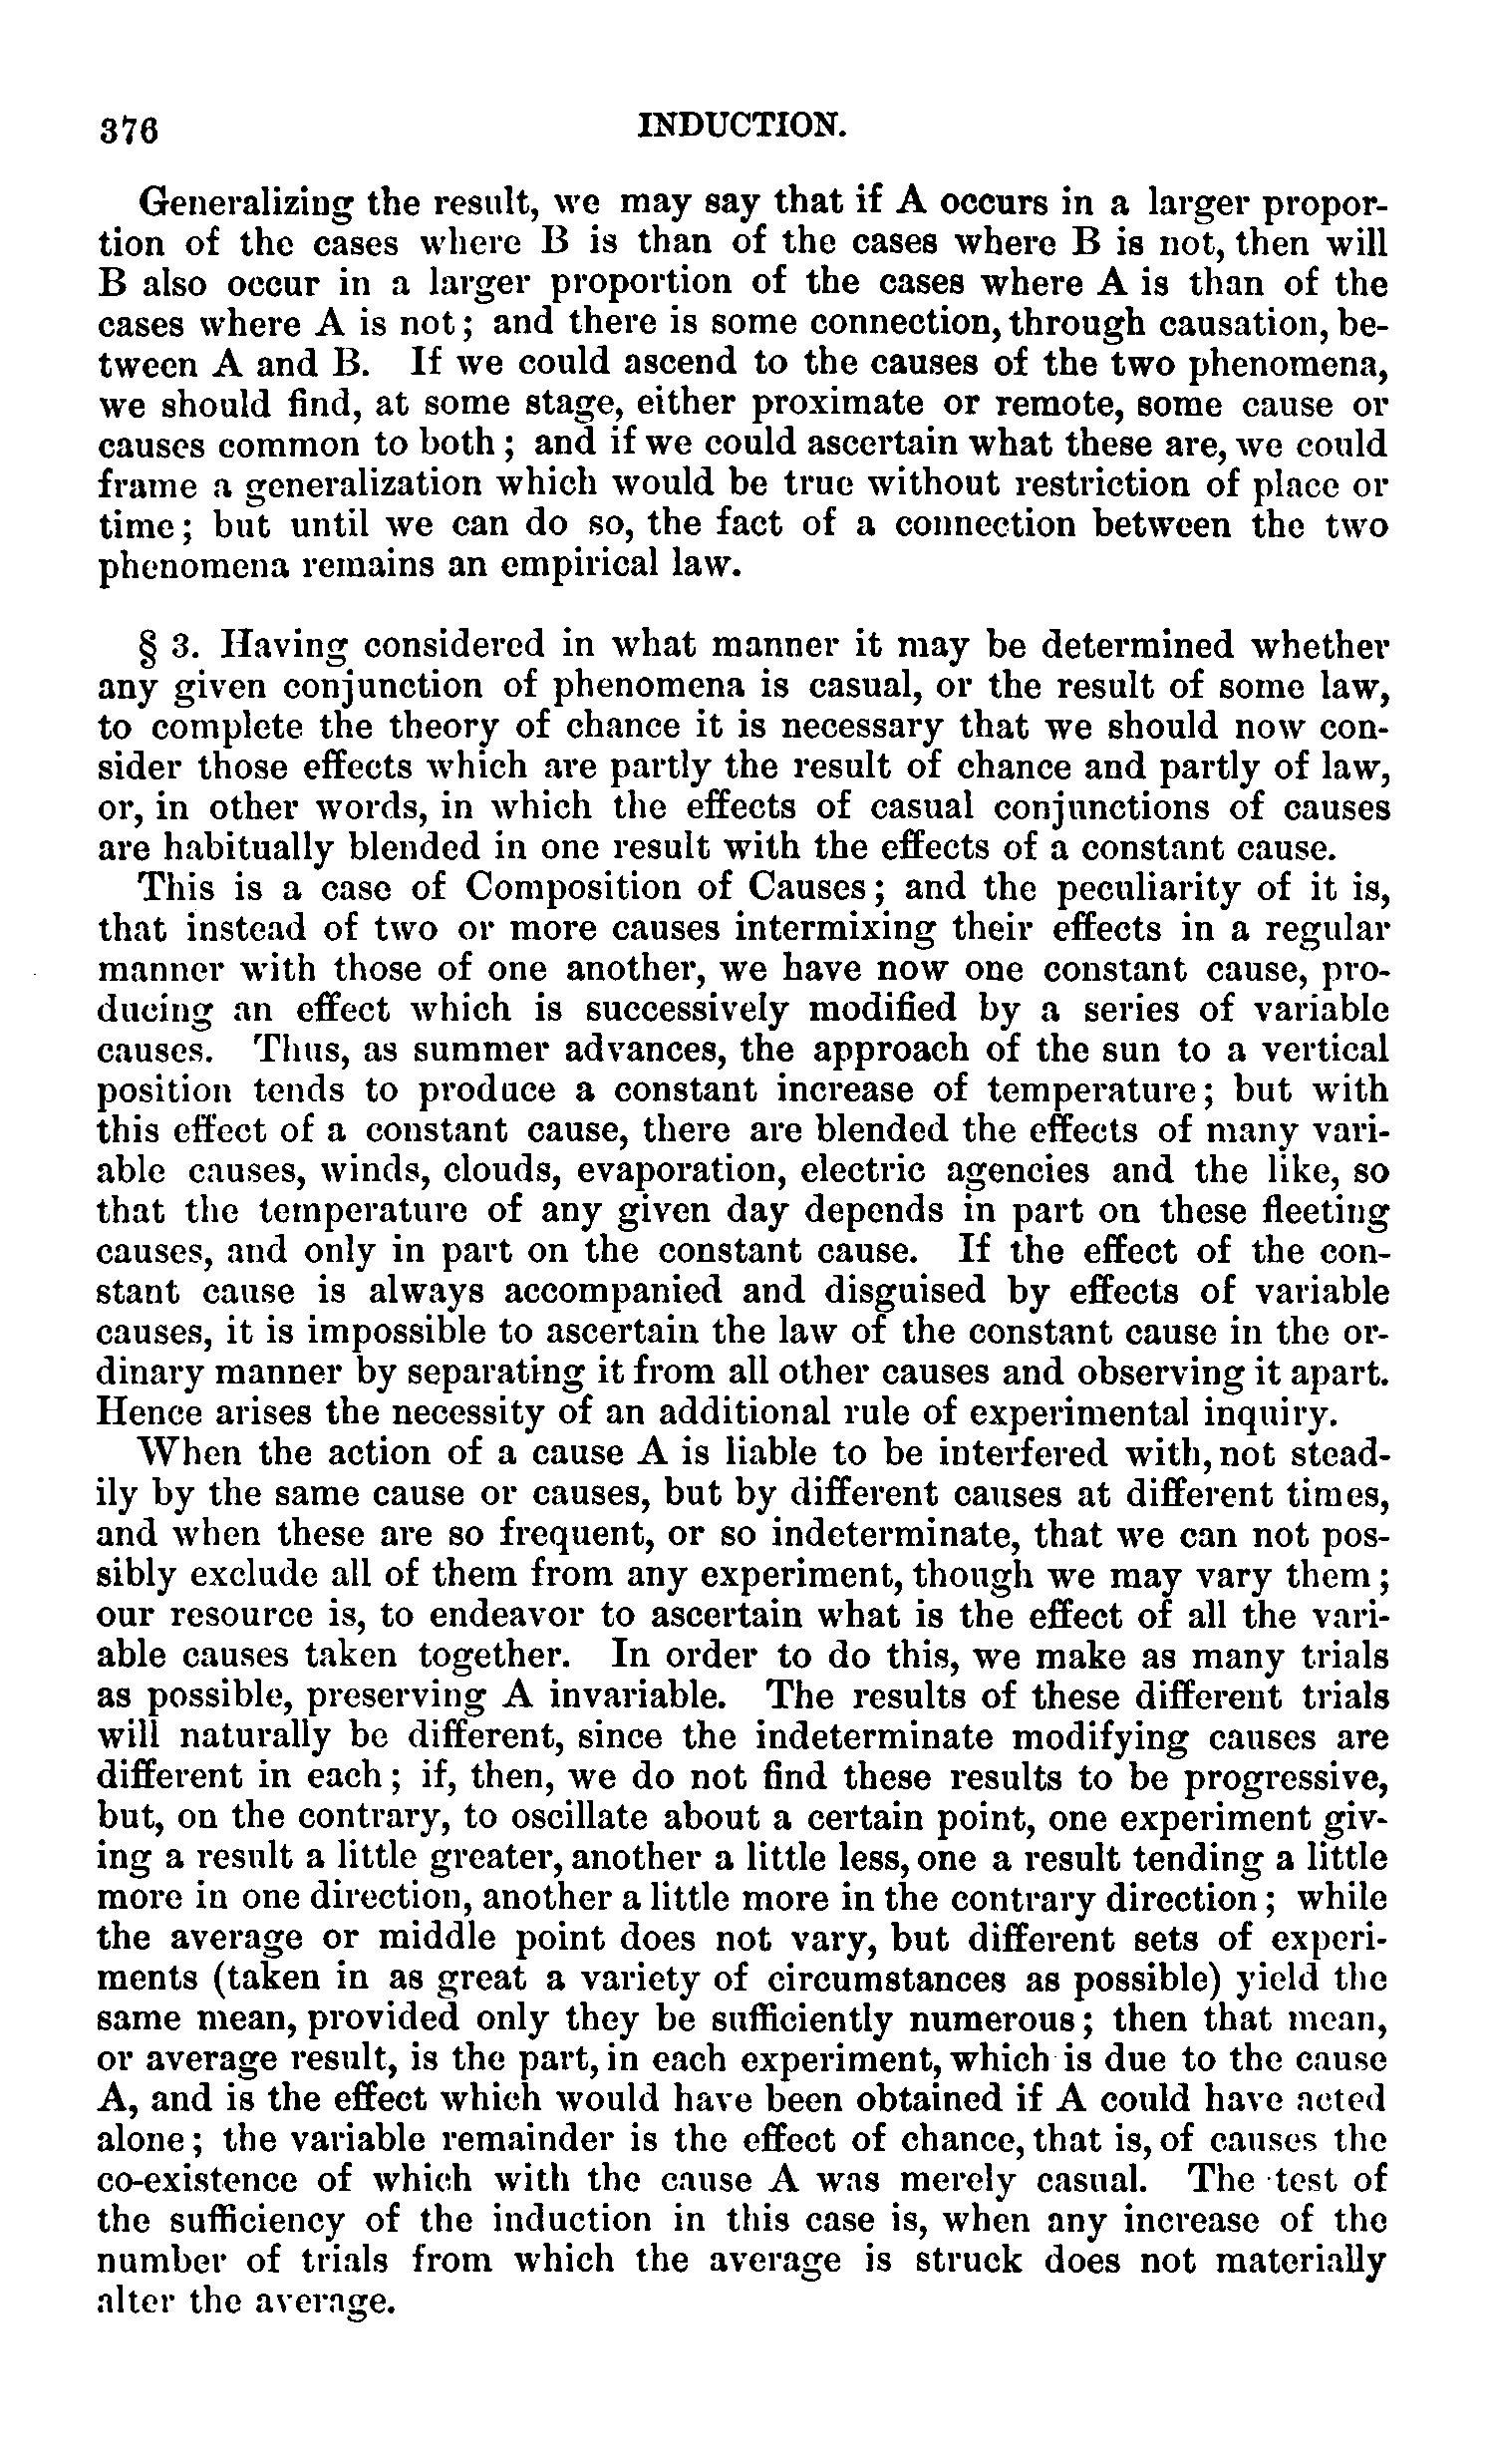 376 INDUCTION.
Generalizing the result, we may say that if A occurs in a larger propor-
tion of the cases where B is than of the cases where B is not, then will
B also occur in a larger proportion of the cases where A is than of the
cases where A is not; and there is some connection, through causation, be-
tween A and B. If we could ascend to the causes of the two phenomena,
we should find, at some stage, either proximate or remote, some cause or
causes common to both; and if we could ascertain what these are, we could
frame a generalization which would be true without restriction of place or
time; but until we can do so, the fact of a connection between the two
phenomena remains an empirical law.
§ 3. Having considered in what manner it may be determined whether
any given conjunction of phenomena is casual, or the result of some law,
to complete the theory of chance it is necessary that we should now con-
sider those effects which are partly the result of chance and partly of law,
or, in other words, in which the effects of casual conjunctions of causes
are habitually blended in one result with the effects of a constant cause.
This is a case of Composition of Causes; and the peculiarity of it is,
that instead of two or more causes intermixing their effects in a regular
manner with those of one another, we have now one constant cause, pro-
ducing an effect which is successively modified by a series of variable
causes. Thus, as summer advances, the approach of the sun to a vertical
position tends to produce a constant increase of temperature; but with
this effect of a constant cause, there are blended the effects of many vari-
able causes, winds, clouds, evaporation, electric agencies and the like, so
that the temperature of any given day depends in part on these fleeting
causes, and only in part on the constant cause. If the effect of the con-
stant cause is always accompanied and disguised by effects of variable
causes, it is impossible to ascertain the law of the constant cause in the or-
dinary manner by separating it from all other causes and observing it apart.
Hence arises the necessity of an additional rule of experimental inquiry.
When the action of a cause A is liable to be interfered with, not stead-
ily by the same cause or causes, but by different causes at different times,
and when these are so frequent, or so indeterminate, that we can not pos-
sibly exclude all of them from any experiment, though we may vary them;
our resource is, to endeavor to ascertain what is the effect of all the vari-
able causes taken together. In order to do this, we make as many trials
as possible, preserving A invariable. The results of these different trials
will naturally be different, since the indeterminate modifying causes are
different in each; if, then, we do not find these results to be progressive,
but, on the contrary, to oscillate about a certain point, one experiment giv-
ing a result a little greater, another a little less, one a result tending a little
more in one direction, another a little more in the contrary direction; while
the average or middle point does not vary, but different sets of experi-
ments (taken in as great a variety of circumstances as possible) yield the
same mean, provided only they be sufficiently numerous; then that mean,
or average result, is the part, in each experiment, which is due to the cause
A, and is the effect which would have been obtained if A could have acted
alone; the variable remainder is the effect of chance, that is, of causes the
co-existence of which with the cause A was merely casual. The test of
the sufficiency of the induction in this case is, when any increase of the
number of trials from which the average is struck does not materially
alter the average.